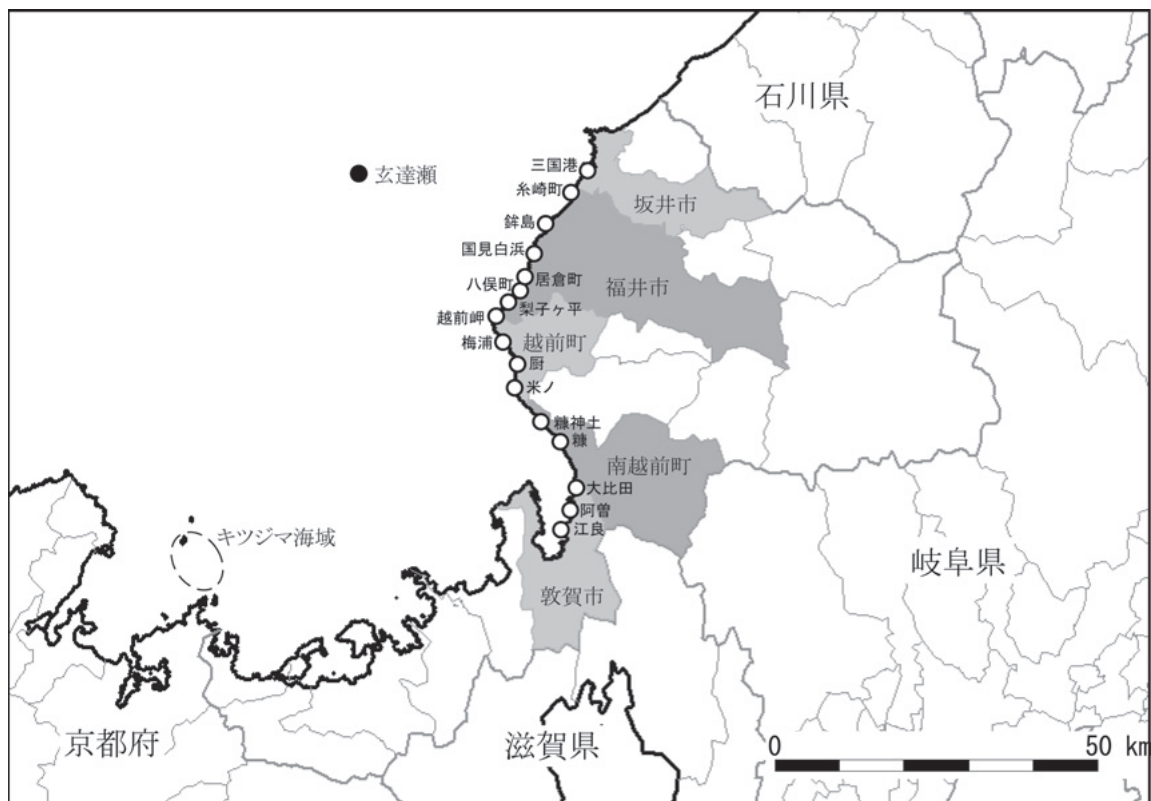 石川県
三国港
玄達瀬
糸崎町
坂井市
鉾島
国見白浜
居倉町
八俣町
福井市
梨子ヶ平
越前岬
梅浦
越前町
厨
米ノ
糠神土
糠
南越前町
大比田
阿曽
江良
キツジマ海域
岐阜県
敦賀市
京都府
滋賀県
0 50 km